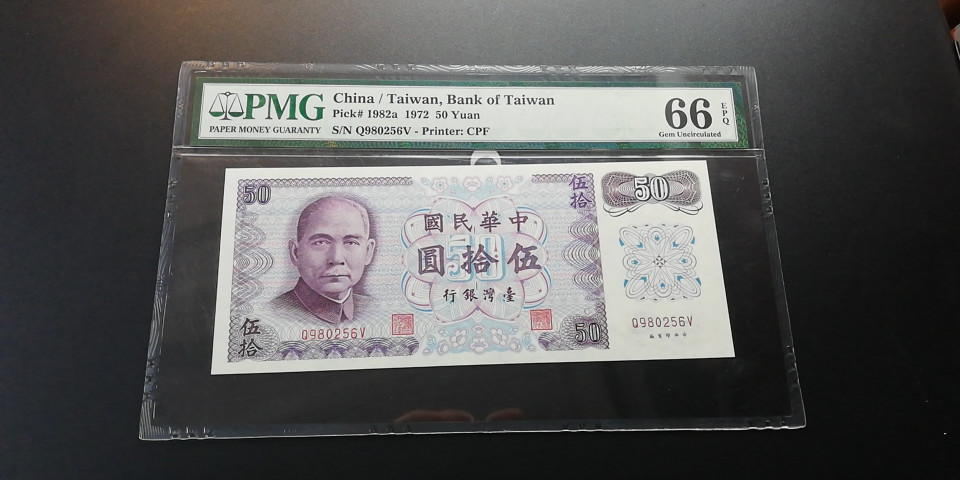 PMG
PAPER MONEY GUARANTY
China / Taiwan, Bank of Taiwan
Pick# 1982a 1972 50 Yuan
S/N Q980256V - Printer: CPF
66 EPQ
Gem Uncirculated
50
伍拾
50
國民華中
50
圓拾伍
行銀灣臺
Q980256V
Q980256V
伍拾
50